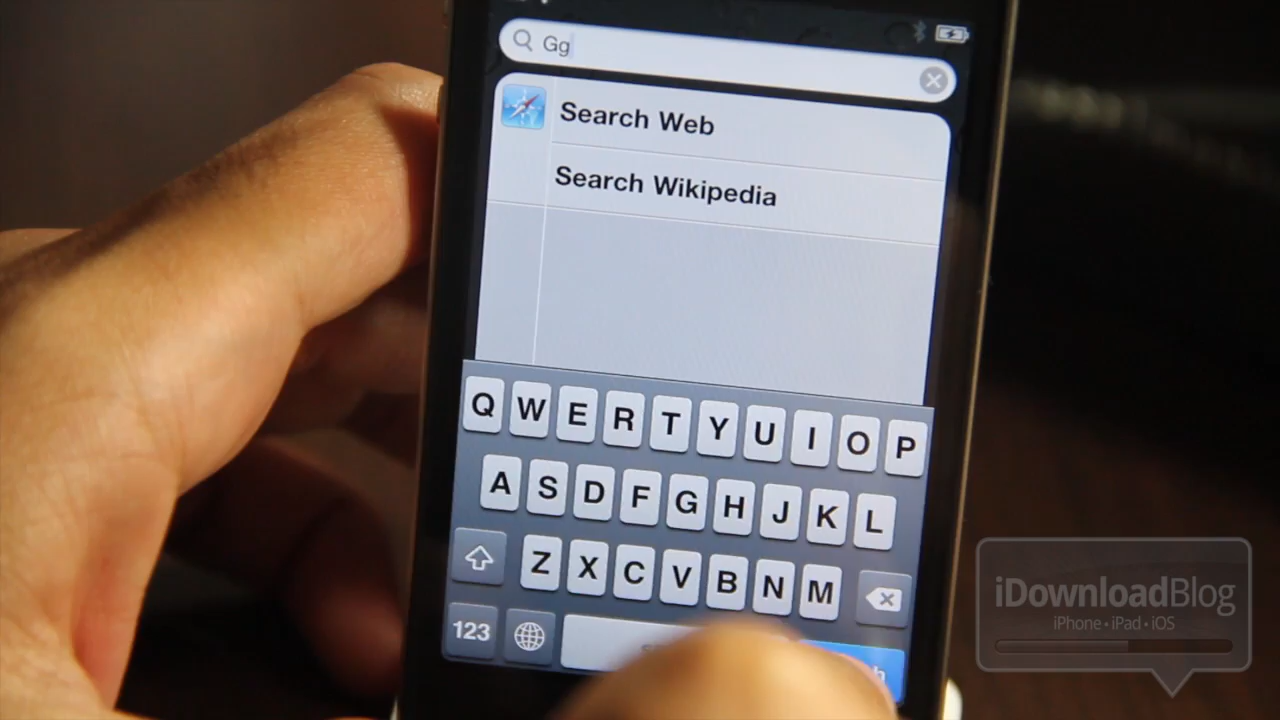 Gg
Search Web
Search Wikipedia
Q W E R T Y U I O P
A S D F G H J K L
Z X C V B N M
123
iDownloadBlog
iPhone • iPad • iOS